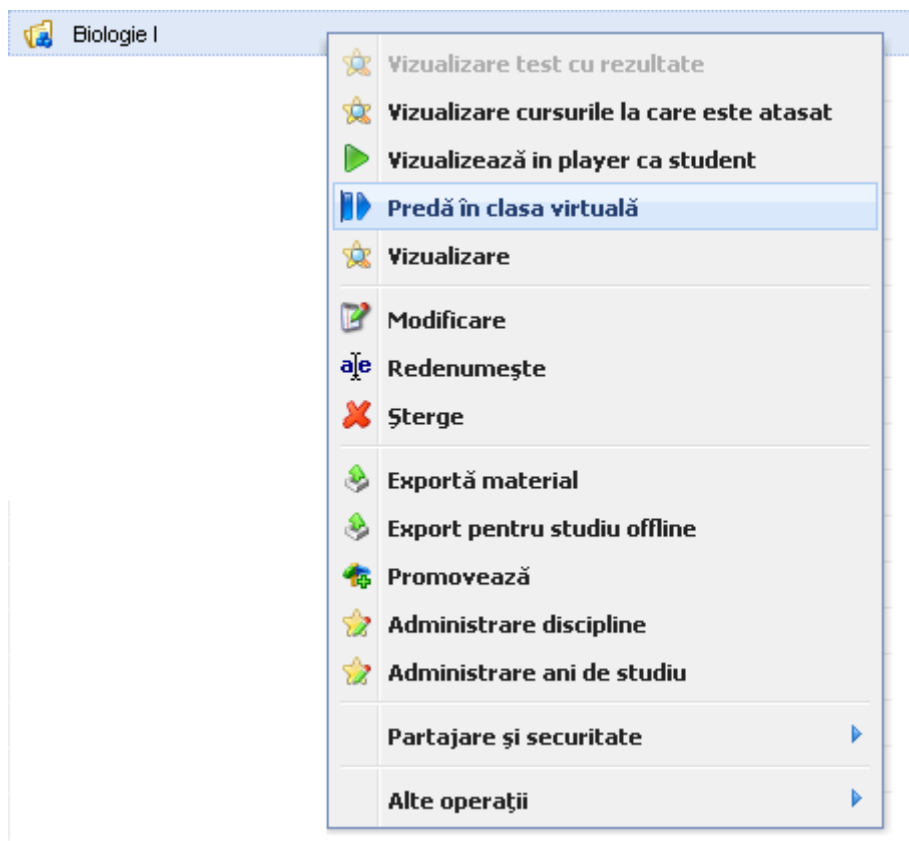 Biologie I
Vizualizare test cu rezultate
Vizualizare cursurile la care este atasat
Vizualizează in player ca student
Predă în clasa virtuală
Vizualizare
Modificare
Redenumeşte
Şterge
Exportă material
Export pentru studiu offline
Promovează
Administrare discipline
Administrare ani de studiu
Partajare şi securitate
Alte operaţii